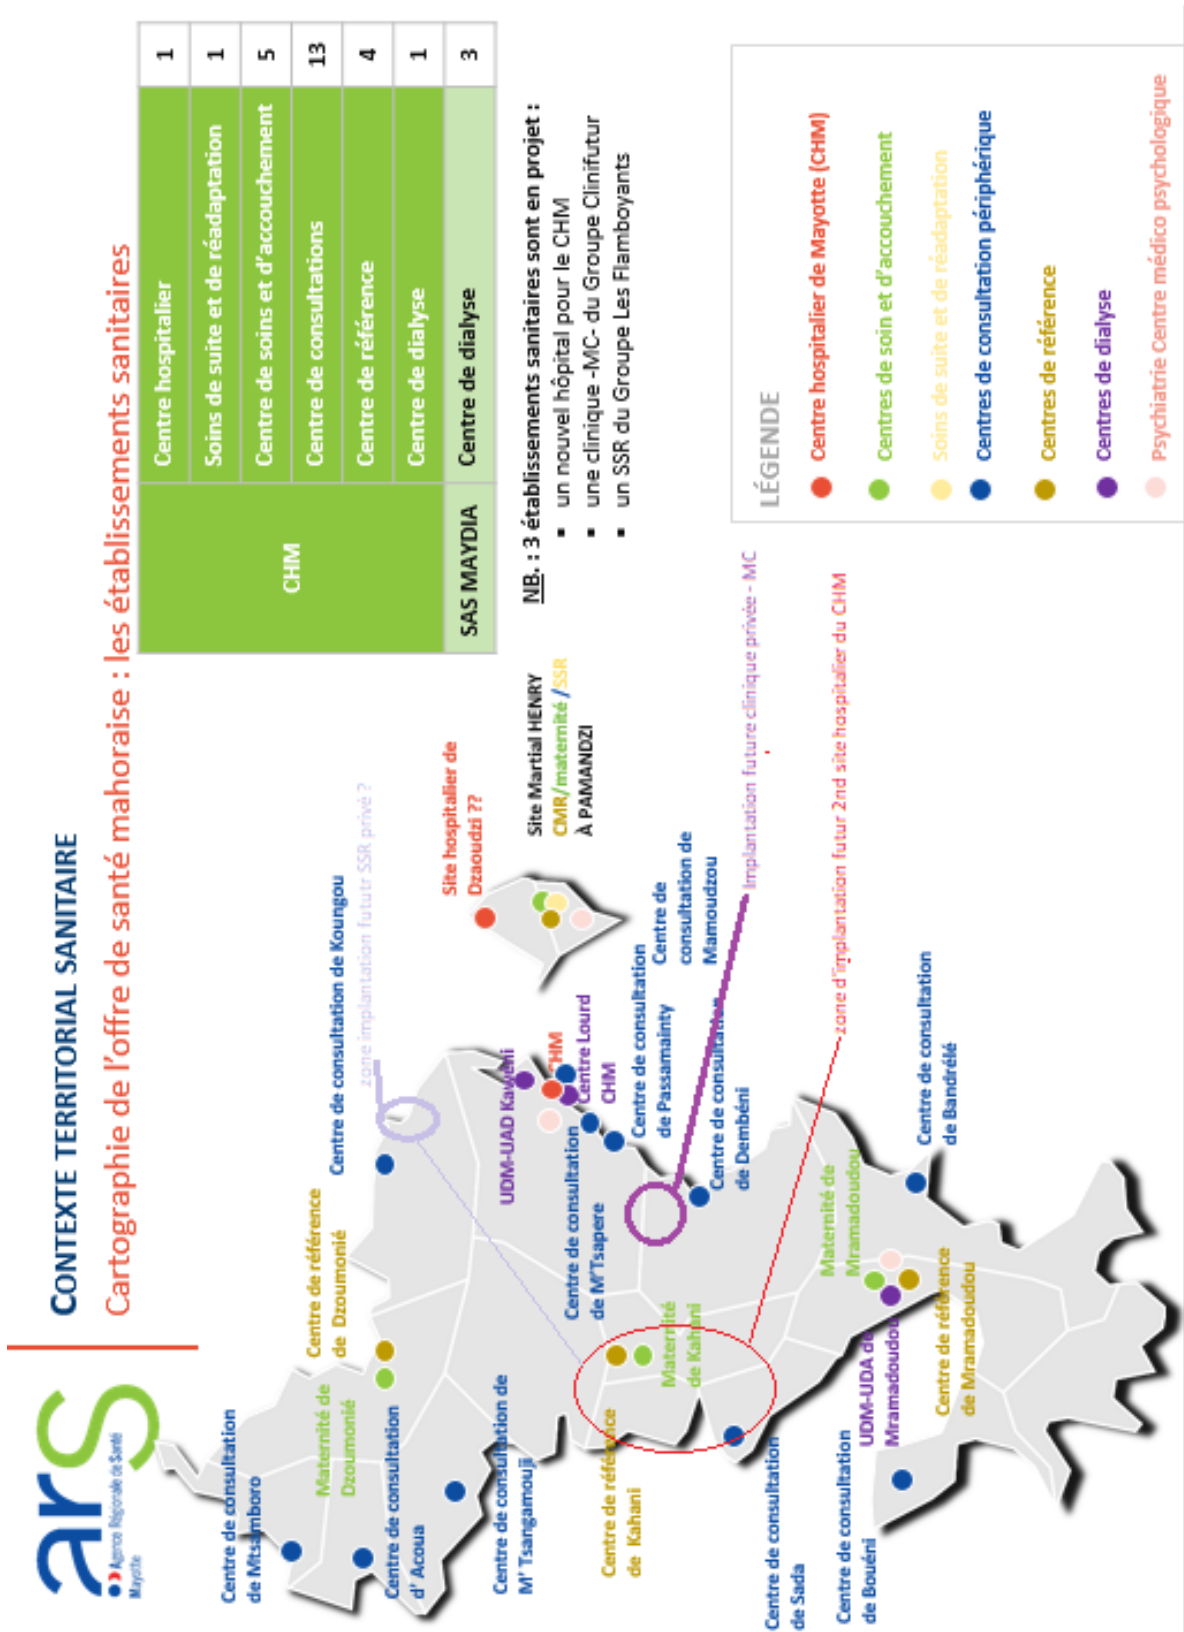 ars
Agence Régionale de Santé
Mayotte
CONTEXTE TERRITORIAL SANITAIRE
Cartographie de l'offre de santé mahoraise : les établissements sanitaires
CHM
Centre hospitalier 1
Soins de suite et de réadaptation 1
Centre de soins et d'accouchement 5
Centre de consultations 13
Centre de référence 4
Centre de dialyse 1
SAS MAYDIA Centre de dialyse 3
NB. : 3 établissements sanitaires sont en projet :
▪ un nouvel hôpital pour le CHM
▪ une clinique -MC- du Groupe Clinifutur
▪ un SSR du Groupe Les Flamboyants
Centre de consultation
de Mtsamboro
Maternité de
Dzoumonié
Centre de référence
de Dzoumonié
Centre de consultation de Koungou
zone implantation fututr SSR privé ?
Centre de consultation
d' Acoua
Centre de consultation de
M' Tsangamouji
Site hospitalier de
Dzaoudzi ??
Site Martial HENRY
CMR/maternité/SSR
À PAMANDZI
UDM-UAD Kawéni
CHM
Centre Lourd
CHM
Centre de consultation
de M'Tsapere
Centre de consultation
de Passamainty
Centre de
consultation de
Mamoudzou
Centre de consultation
de Dembéni
Implantation future clinique privée - MC
zone d'implantation futur 2nd site hospitalier du CHM
Centre de référence
de Kahani
Maternité
de Kahani
Centre de consultation
de Sada
Centre de consultation
de Bouéni
UDM-UDA de
Mramadoudou
Maternité de
Mramadoudou
Centre de référence
de Mramadoudou
Centre de consultation
de Bandrélé
LÉGENDE
Centre hospitalier de Mayotte (CHM)
Centres de soin et d'accouchement
Soins de suite et de réadaptation
Centres de consultation périphérique
Centres de référence
Centres de dialyse
Psychiatrie Centre médico psychologique